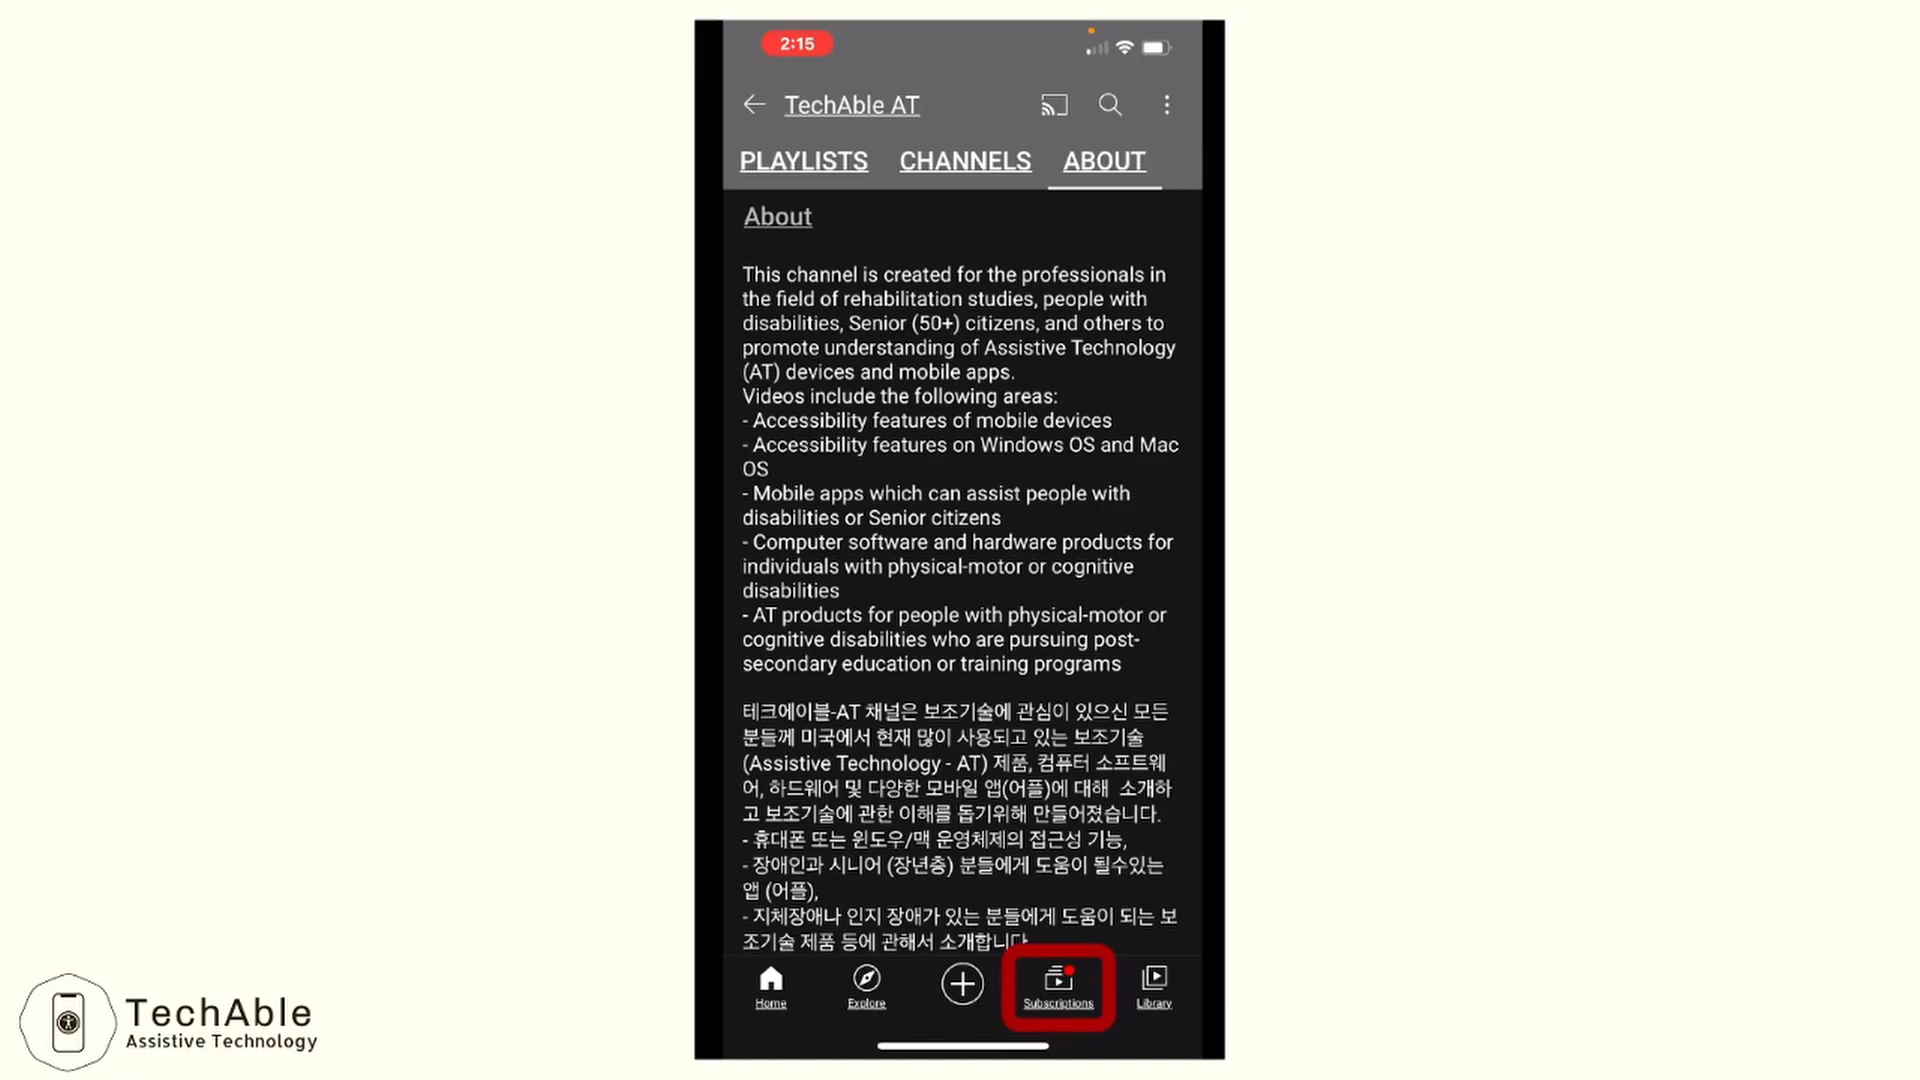 2:15
TechAble AT
PLAYLISTS CHANNELS ABOUT
About
This channel is created for the professionals in
the field of rehabilitation studies, people with
disabilities, Senior (50+) citizens, and others to
promote understanding of Assistive Technology
(AT) devices and mobile apps.
Videos include the following areas:
- Accessibility features of mobile devices
- Accessibility features on Windows OS and Mac
OS
- Mobile apps which can assist people with
disabilities or Senior citizens
- Computer software and hardware products for
individuals with physical-motor or cognitive
disabilities
- AT products for people with physical-motor or
cognitive disabilities who are pursuing post-
secondary education or training programs
테크에이블-AT 채널은 보조기술에 관심이 있으신 모든
분들께 미국에서 현재 많이 사용되고 있는 보조기술
(Assistive Technology - AT) 제품, 컴퓨터 소프트웨
어, 하드웨어 및 다양한 모바일 앱(어플)에 대해 소개하
고 보조기술에 관한 이해를 돕기위해 만들어졌습니다.
- 휴대폰 또는 윈도우/맥 운영체제의 접근성 기능,
- 장애인과 시니어 (장년층) 분들에게 도움이 될수있는
앱 (어플),
- 지체장애나 인지 장애가 있는 분들에게 도움이 되는 보
조기술 제품 등에 관해서 소개합니다.
Home Explore Subscriptions Library
TechAble
Assistive Technology